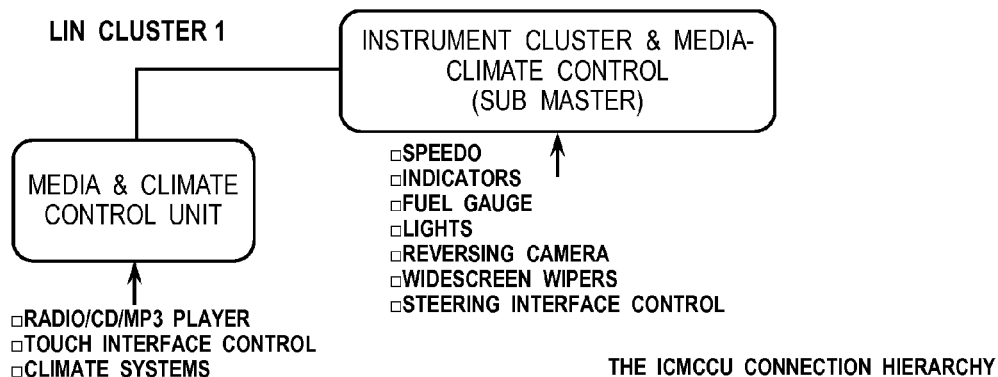 LIN CLUSTER 1
INSTRUMENT CLUSTER & MEDIA-
CLIMATE CONTROL
(SUB MASTER)
MEDIA & CLIMATE
CONTROL UNIT
□SPEEDO
□INDICATORS
□FUEL GAUGE
□LIGHTS
□REVERSING CAMERA
□WIDESCREEN WIPERS
□STEERING INTERFACE CONTROL
□RADIO/CD/MP3 PLAYER
□TOUCH INTERFACE CONTROL
□CLIMATE SYSTEMS
THE ICMCCU CONNECTION HIERARCHY